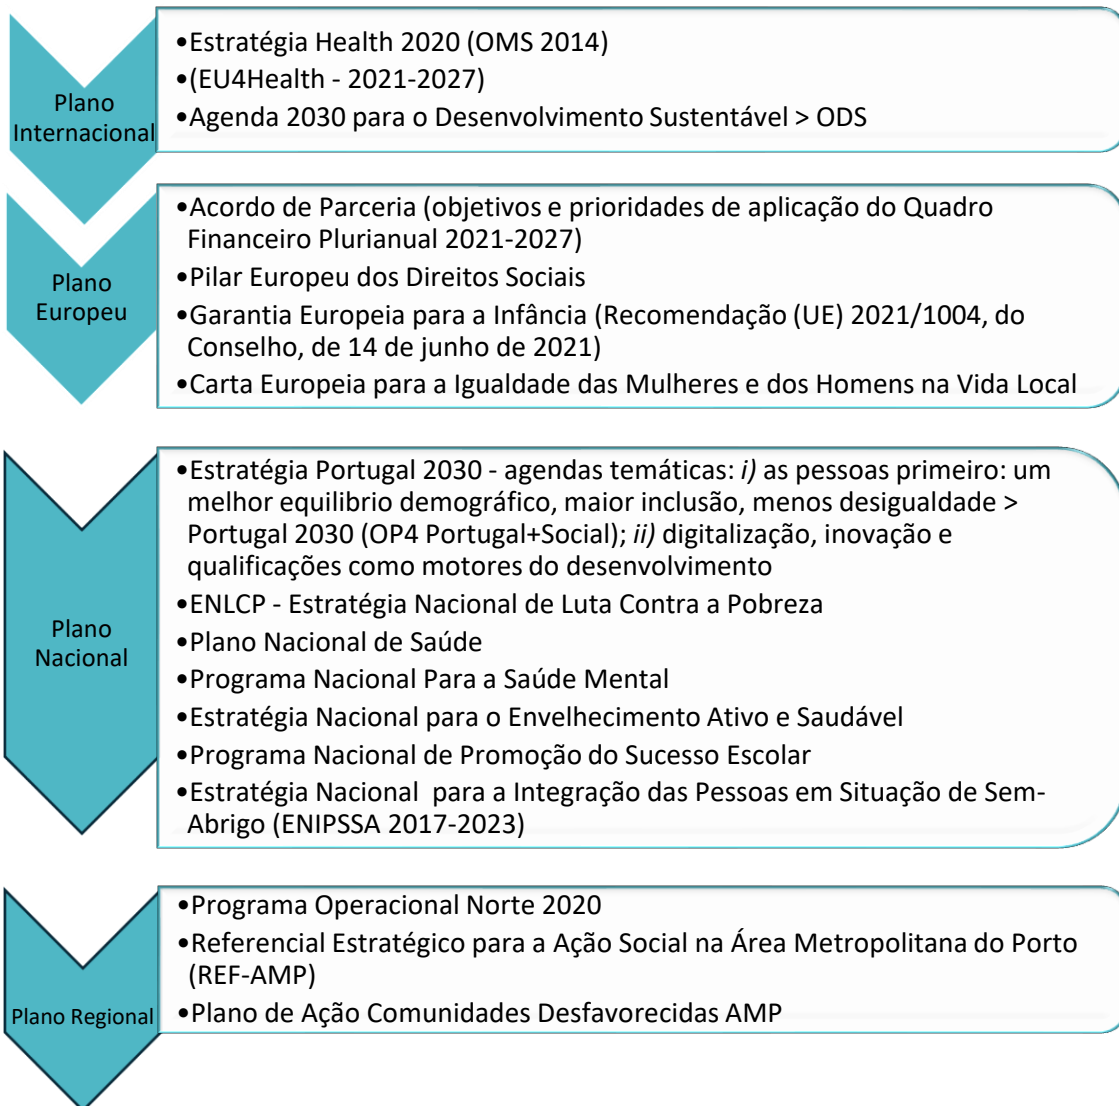 Plano
Internacional
•Estratégia Health 2020 (OMS 2014)
•(EU4Health - 2021-2027)
•Agenda 2030 para o Desenvolvimento Sustentável > ODS
Plano
Europeu
•Acordo de Parceria (objetivos e prioridades de aplicação do Quadro
Financeiro Plurianual 2021-2027)
•Pilar Europeu dos Direitos Sociais
•Garantia Europeia para a Infância (Recomendação (UE) 2021/1004, do
Conselho, de 14 de junho de 2021)
•Carta Europeia para a Igualdade das Mulheres e dos Homens na Vida Local
Plano
Nacional
•Estratégia Portugal 2030 - agendas temáticas: i) as pessoas primeiro: um
melhor equilibrio demográfico, maior inclusão, menos desigualdade >
Portugal 2030 (OP4 Portugal+Social); ii) digitalização, inovação e
qualificações como motores do desenvolvimento
•ENLCP - Estratégia Nacional de Luta Contra a Pobreza
•Plano Nacional de Saúde
•Programa Nacional Para a Saúde Mental
•Estratégia Nacional para o Envelhecimento Ativo e Saudável
•Programa Nacional de Promoção do Sucesso Escolar
•Estratégia Nacional para a Integração das Pessoas em Situação de Sem-
Abrigo (ENIPSSA 2017-2023)
Plano Regional
•Programa Operacional Norte 2020
•Referencial Estratégico para a Ação Social na Área Metropolitana do Porto
(REF-AMP)
•Plano de Ação Comunidades Desfavorecidas AMP